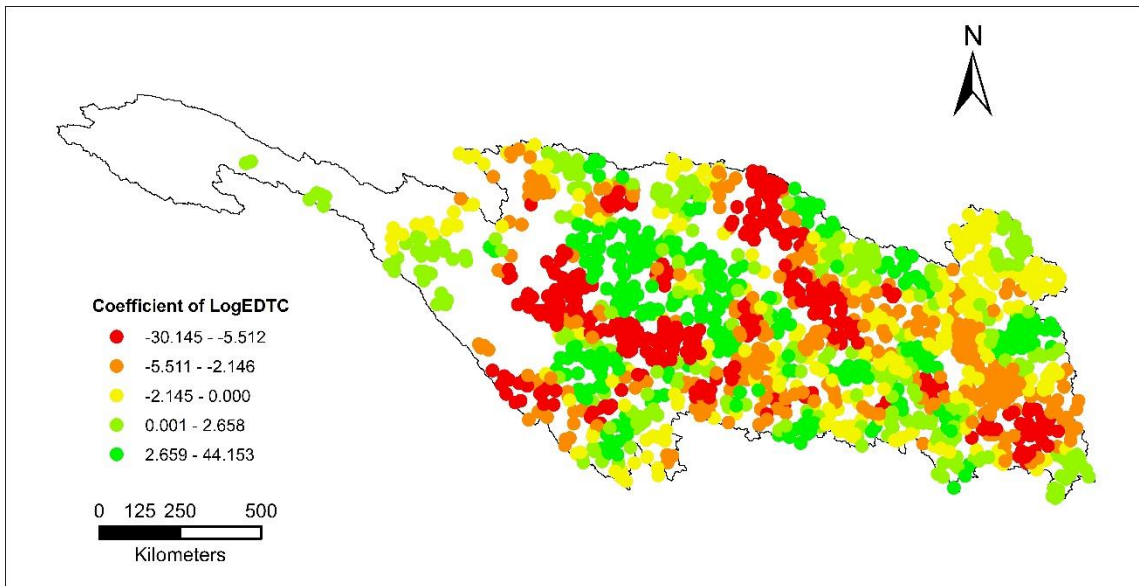 N
Coefficient of LogEDTC
-30.145 - -5.512
-5.511 - -2.146
-2.145 - 0.000
0.001 - 2.658
2.659 - 44.153
0 125 250 500
Kilometers